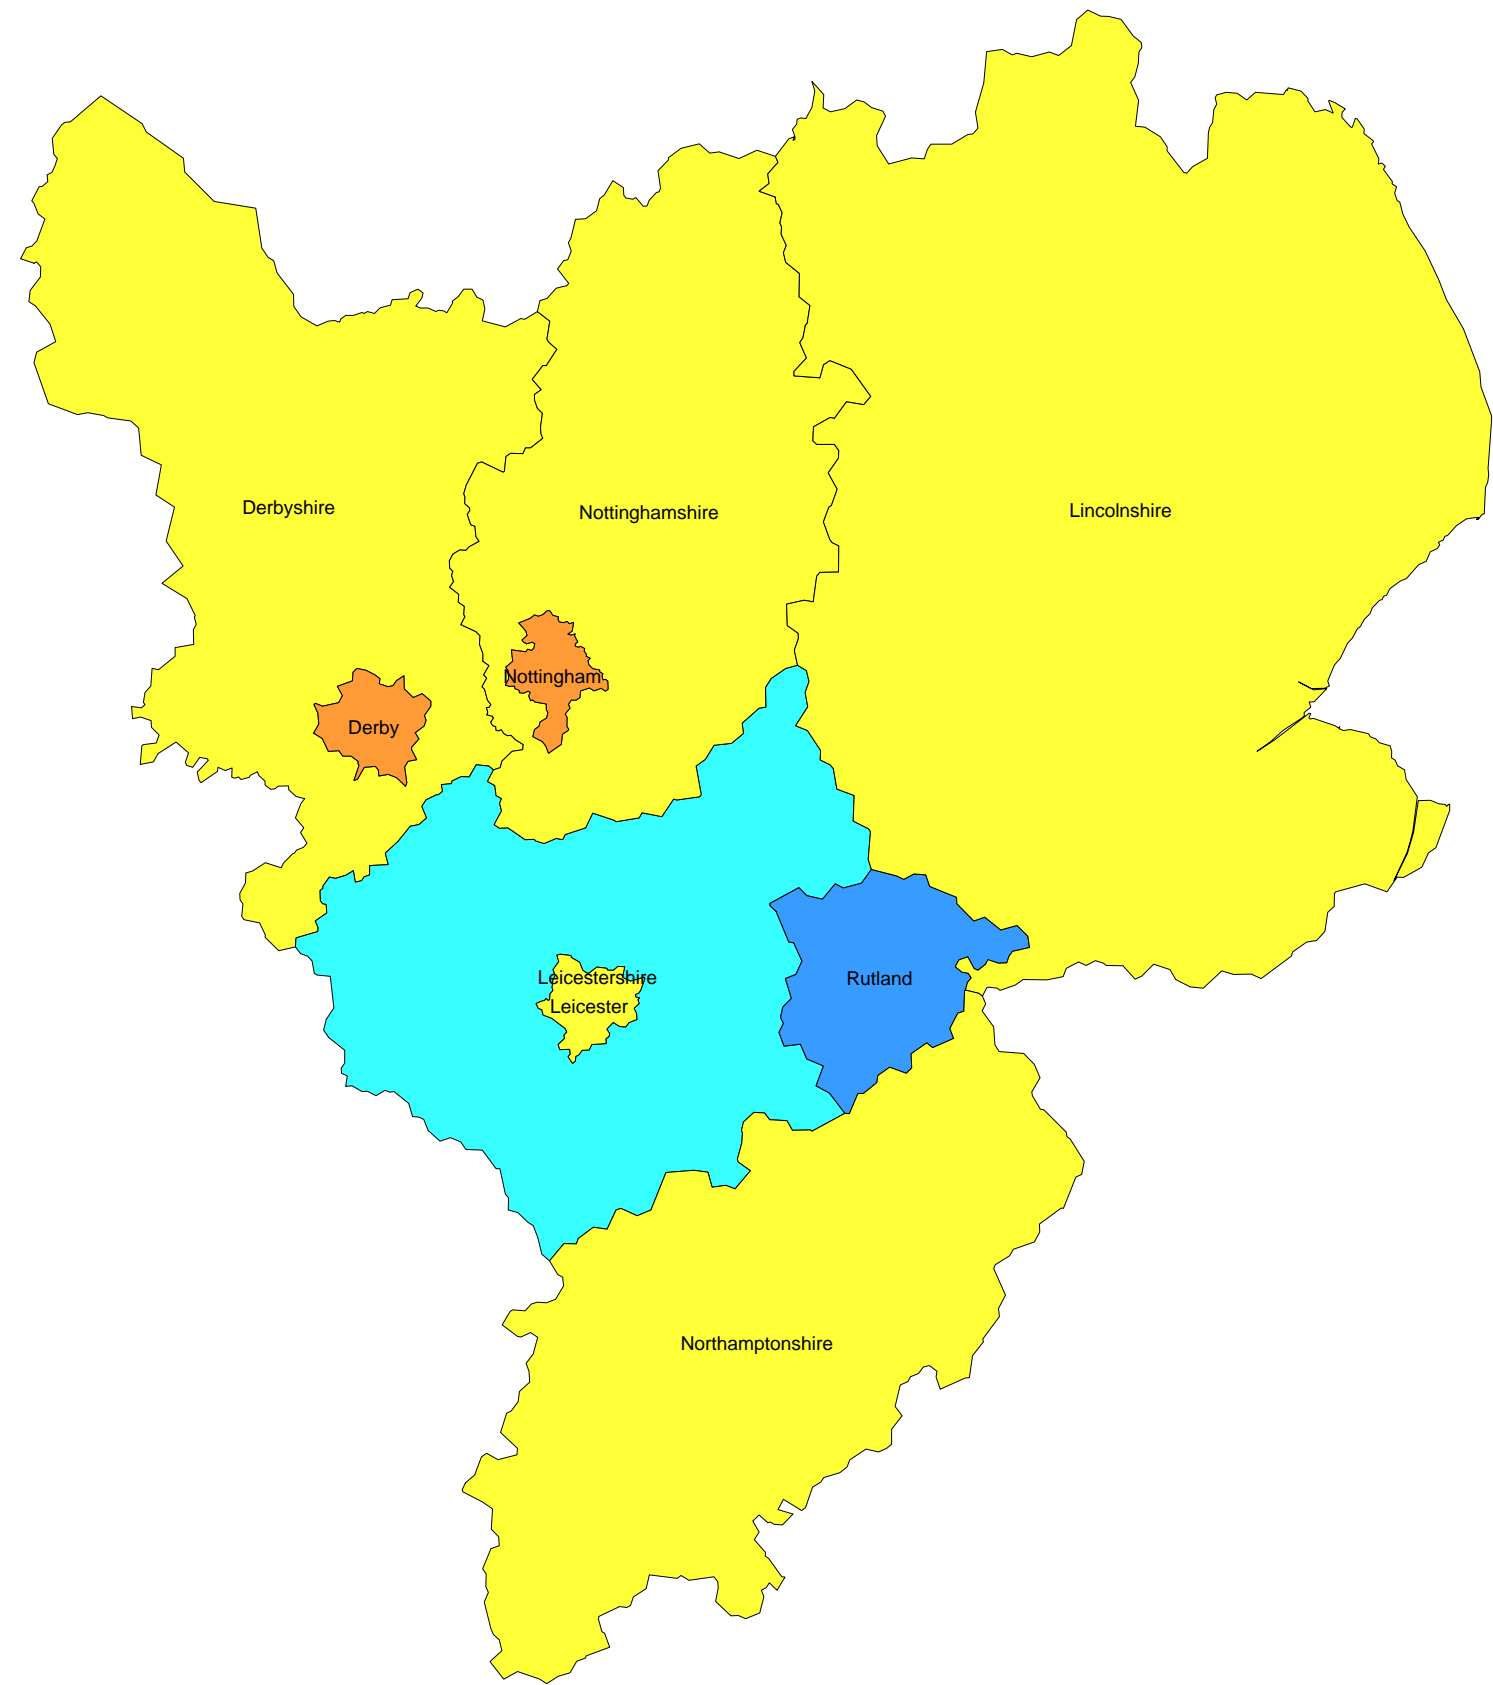 Derbyshire
Nottinghamshire
Lincolnshire
Nottingham
Derby
Leicestershire
Leicester
Rutland
Northamptonshire